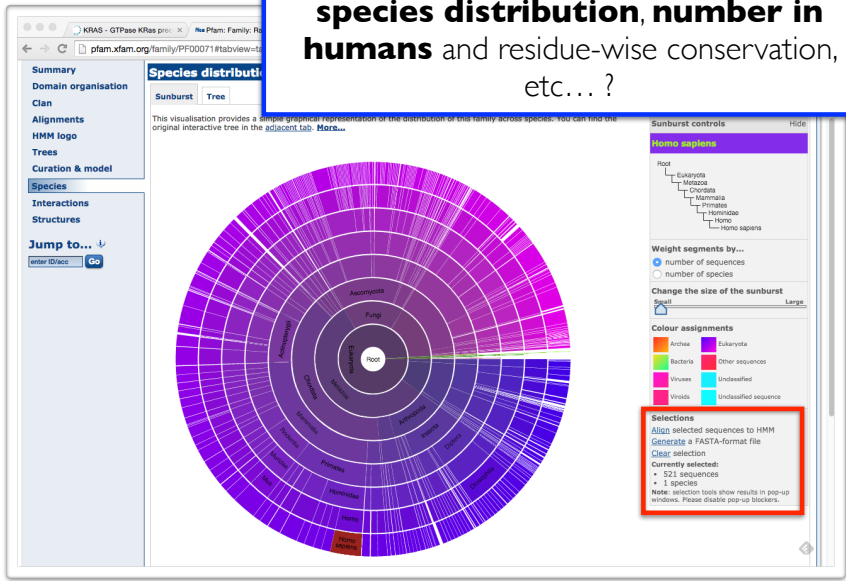 species distribution, number in
humans and residue-wise conservation,
etc… ?
KRAS - GTPase KRas prec
Pfam: Family: Ra
pfam.xfam.org/family/PF00071#tabview=ta
Summary
Domain organisation
Clan
Alignments
HMM logo
Trees
Curation & model
Species
Interactions
Structures
Jump to...
enter ID/acc
Go
Species distributi
Sunburst
Tree
This visualisation provides a simple graphical representation of the distribution of this family across species. You can find the
original interactive tree in the adjacent tab. More...
Root
Eukaryota
Fungi
Ascomycota
Metazoa
Chordata
Actinopterygii
Mammalia
Rodentia
Muridae
Mus
Primates
Hominidae
Homo
Homo
sapiens
Arthropoda
Insecta
Diptera
Drosophila
Sunburst controls
Hide
Homo sapiens
Root
Eukaryota
Metazoa
Chordata
Mammalia
Primates
Hominidae
Homo
Homo sapiens
Weight segments by...
number of sequences
number of species
Change the size of the sunburst
Small
Large
Colour assignments
Archea
Eukaryota
Bacteria
Other sequences
Viruses
Unclassified
Viroids
Unclassified sequence
Selections
Align selected sequences to HMM
Generate a FASTA-format file
Clear selection
Currently selected:
• 521 sequences
• 1 species
Note: selection tools show results in pop-up
windows. Please disable pop-up blockers.